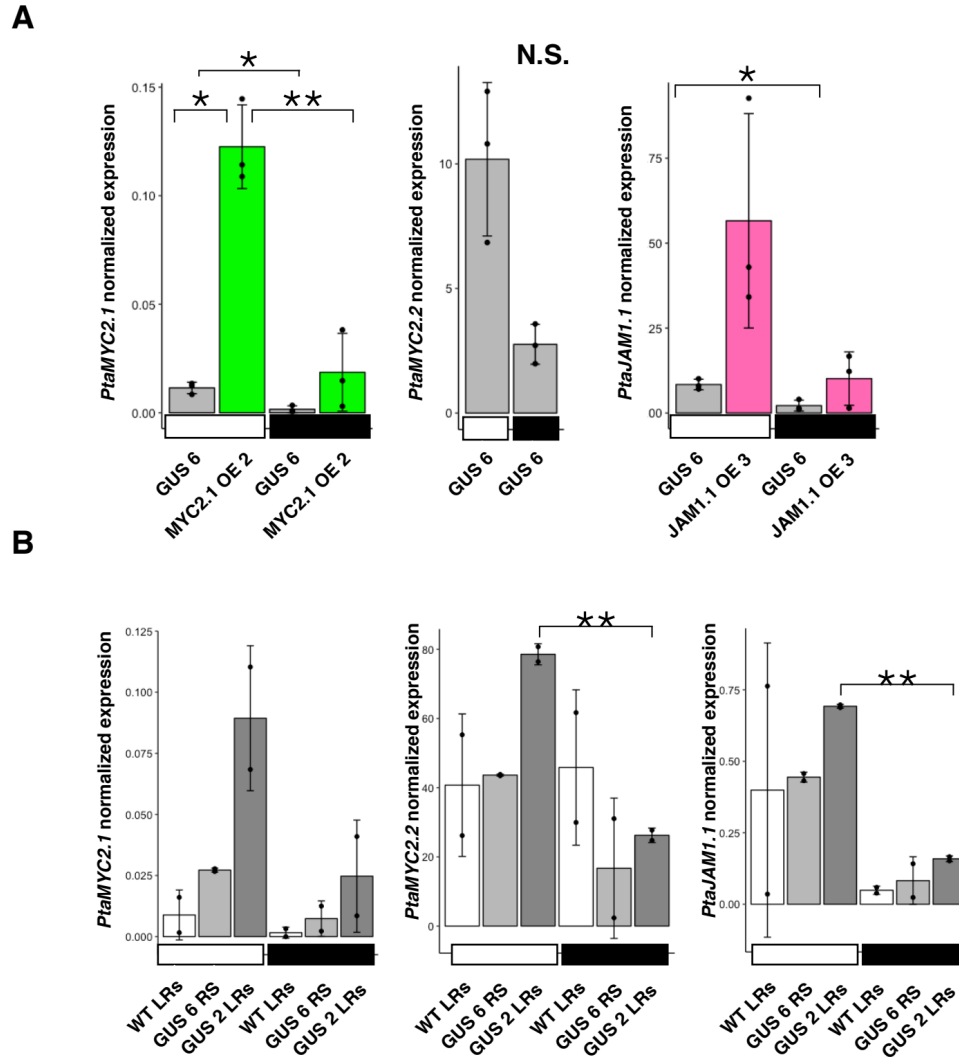 A
N.S.
*
*
* *
*
PtaMYC2.1 normalized expression
0.15
0.10
0.05
0.00
GUS 6
MYC2.1 OE 2
GUS 6
MYC2.1 OE 2
PtaMYC2.2 normalized expression
10
5
0
GUS 6
GUS 6
PtaJAM1.1 normalized expression
75
50
25
00
GUS 6
JAM1.1 OE 3
GUS 6
JAM1.1 OE 3
B
PtaMYC2.1 normalized expression
0.125
0.100
0.075
0.050
0.025
0.000
WT LRs
GUS 6 RS
GUS 2 LRs
WT LRs
GUS 6 RS
GUS 2 LRs
* *
PtaMYC2.2 normalized expression
80
60
40
20
0
WT LRs
GUS 6 RS
GUS 2 LRs
WT LRs
GUS 6 RS
GUS 2 LRs
* *
PtaJAM1.1 normalized expression
0.75
0.50
0.25
0.00
WT LRs
GUS 6 RS
GUS 2 LRs
WT LRs
GUS 6 RS
GUS 2 LRs